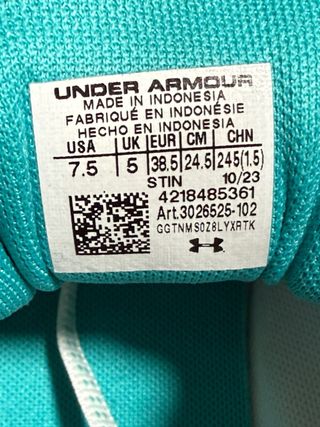 UNDER ARMOUR
MADE IN INDONESIA
FABRIQUÉ EN INDONÉSIE
HECHO EN INDONESIA
USA UK EUR CM CHN
7.5 5 38.5 24.5 245(1.5)
STIN 10/23
4218485361
Art.3026525-102
GGTNMS0Z8LYXRTK